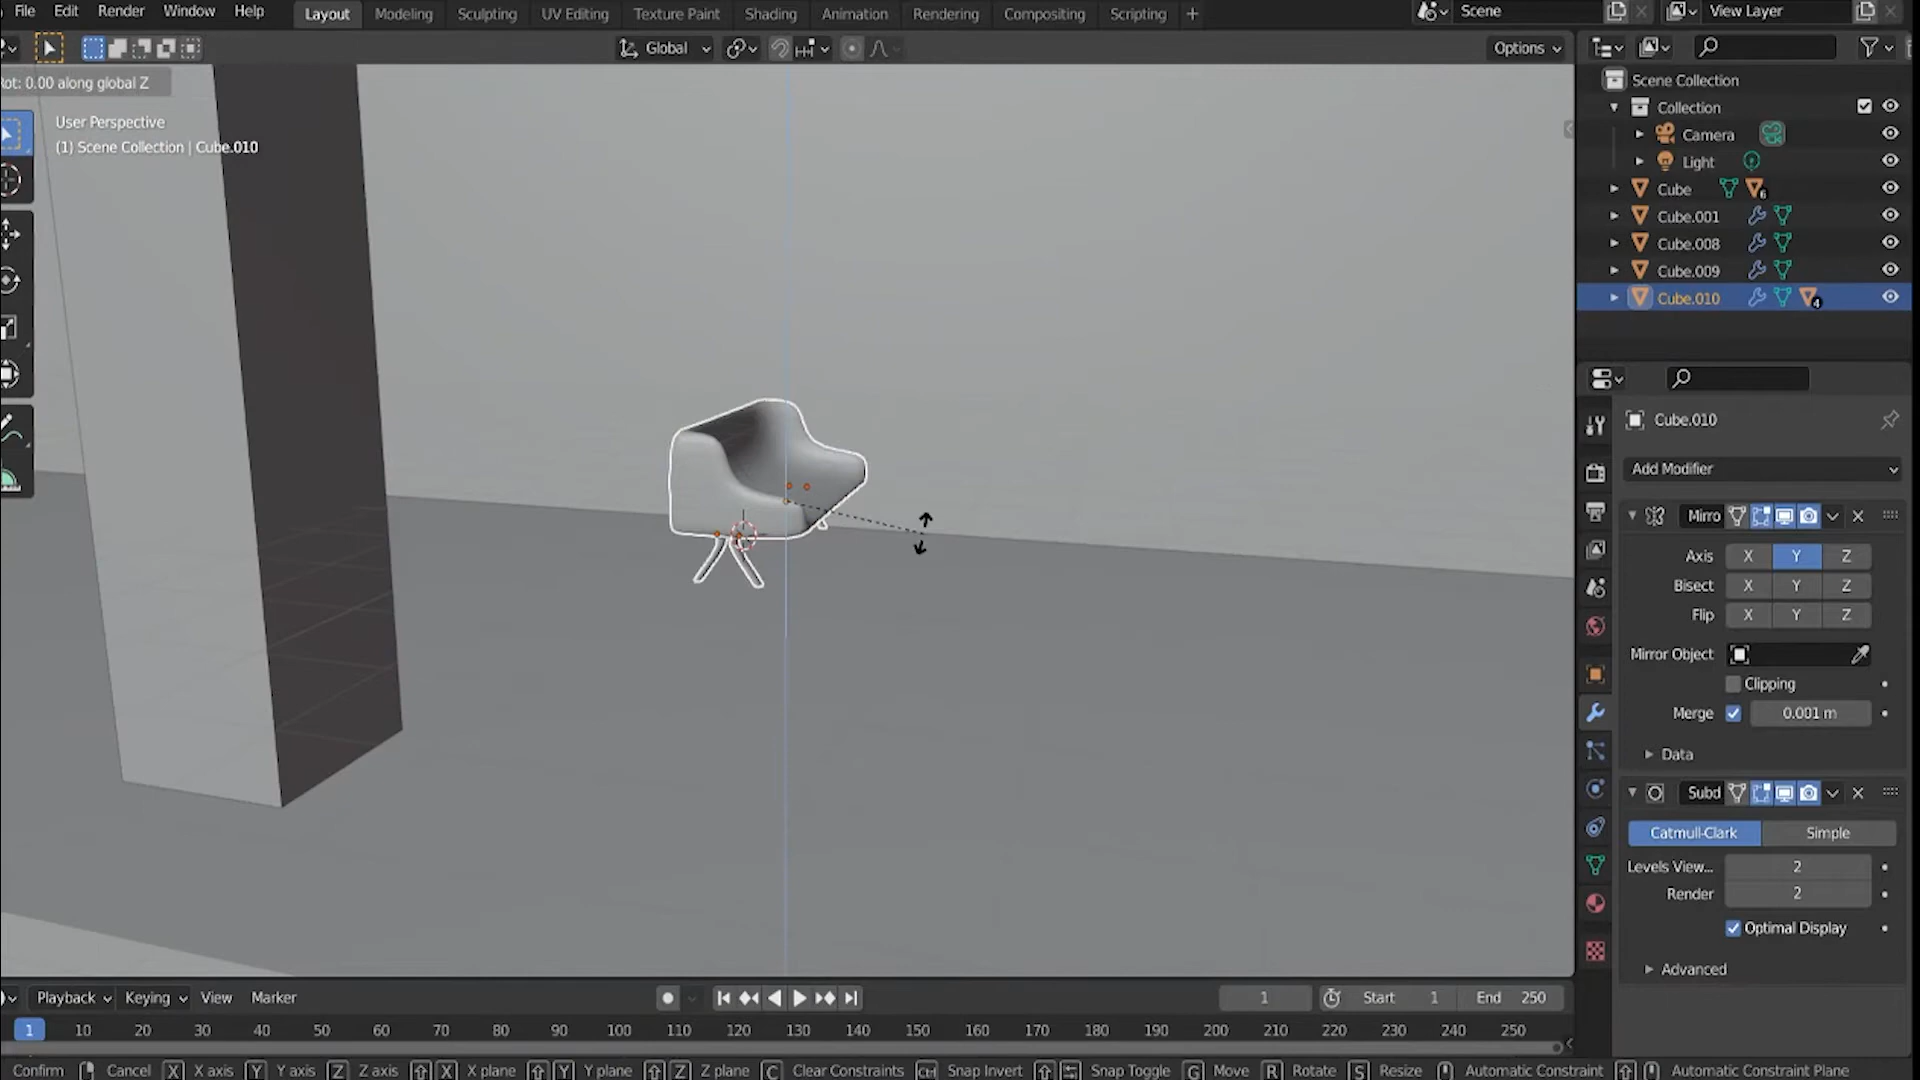 File Edit Render Window Help Layout Modeling Sculpting UV Editing Texture Paint Shading Animation Rendering Compositing Scripting + Scene View Layer
Global Options
Rot: 0.00 along global Z
User Perspective
(1) Scene Collection | Cube.010
Scene Collection
Collection
Camera
Light
Cube 6
Cube.001
Cube.008
Cube.009
Cube.010 4
Cube.010
Add Modifier
Mirro
Axis X Y Z
Bisect X Y Z
Flip X Y Z
Mirror Object
Clipping
Merge 0.001 m
Data
Subd
Catmull-Clark Simple
Levels View... 2
Render 2
Optimal Display
Advanced
Playback Keying View Marker 1 Start 1 End 250
1 10 20 30 40 50 60 70 80 90 100 110 120 130 140 150 160 170 180 190 200 210 220 230 240 250
Confirm Cancel X X axis Y Y axis Z Z axis X X plane Y Y plane Z Z plane C Clear Constraints Ctrl Snap Invert Snap Toggle G Move R Rotate S Resize Automatic Constraint Automatic Constraint Plane